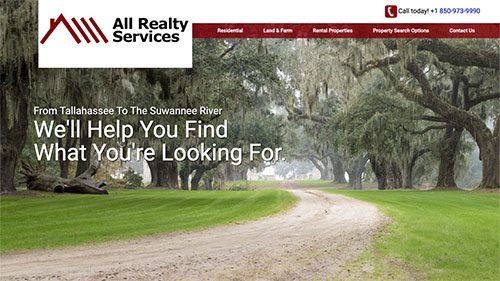 All Realty
Services
Call today! +1 850-973-9990
Residential Land & Farm Rental Properties Property Search Options Contact Us
From Tallahassee To The Suwannee River
We'll Help You Find
What You're Looking For.